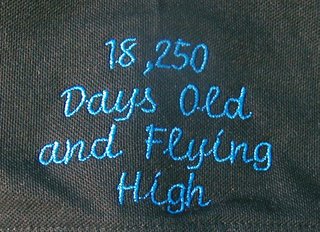 18,250
Days Old
and Flying
High